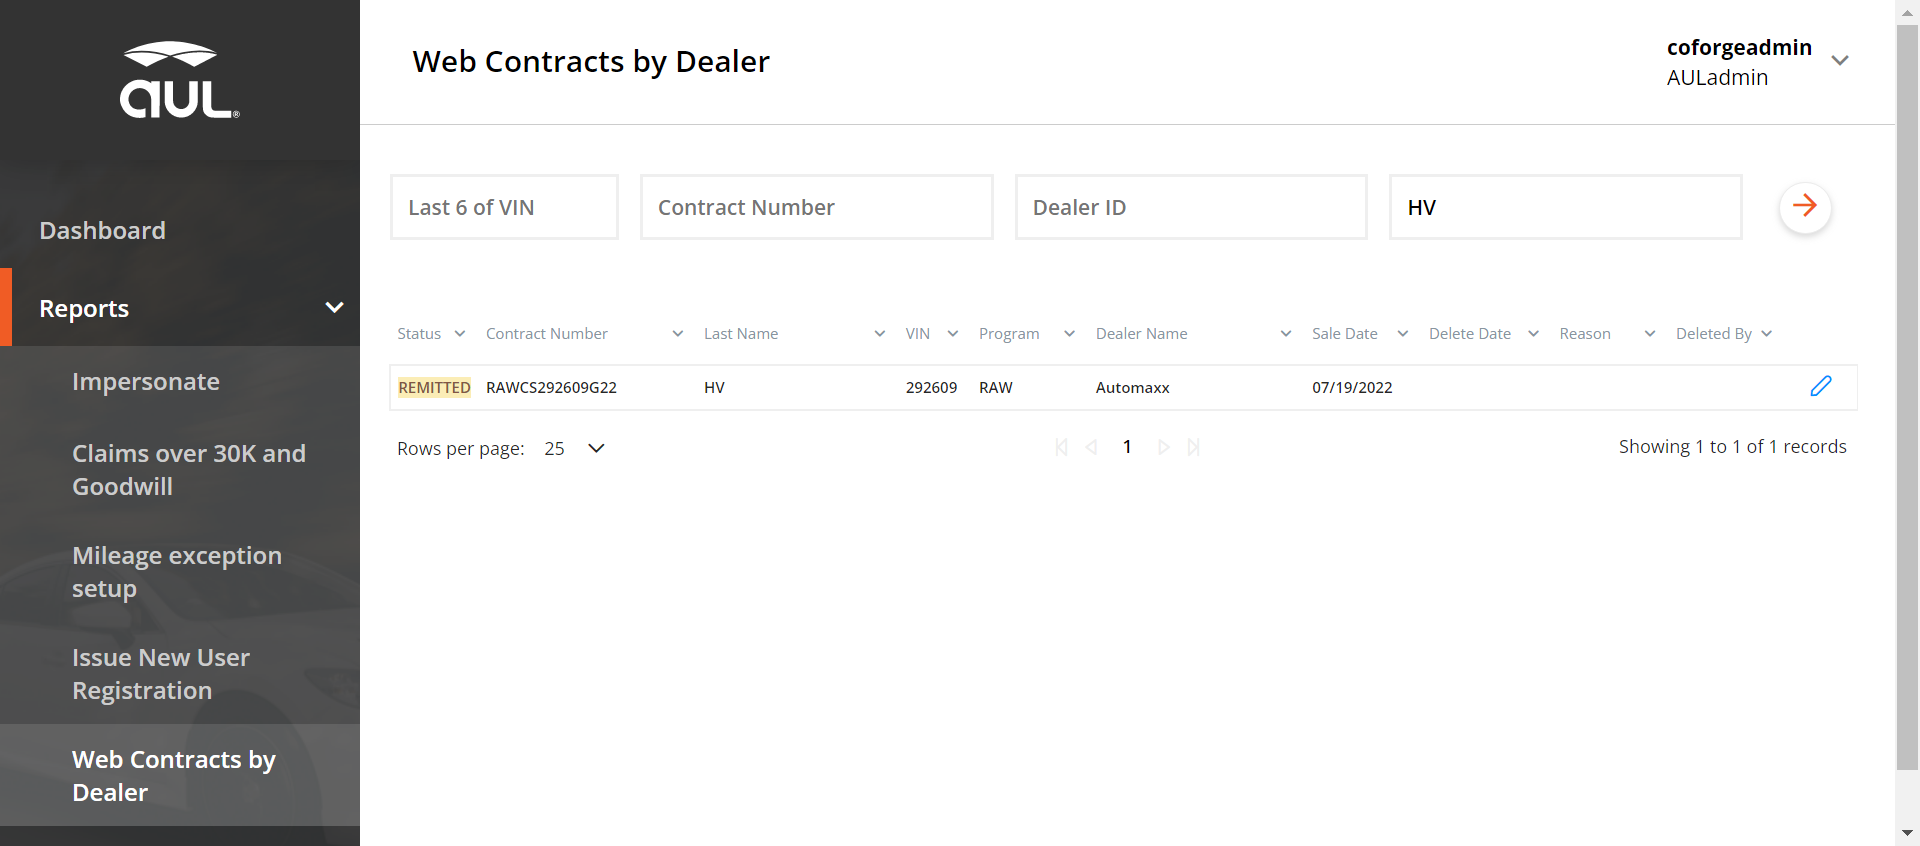 aUL®
Dashboard
Reports
Impersonate
Claims over 30K and
Goodwill
Mileage exception
setup
Issue New User
Registration
Web Contracts by
Dealer
Web Contracts by Dealer
coforgeadmin
AULadmin
Last 6 of VIN Contract Number Dealer ID HV
Status Contract Number Last Name VIN Program Dealer Name Sale Date Delete Date Reason Deleted By
REMITTED RAWCS292609G22 HV 292609 RAW Automaxx 07/19/2022
Rows per page: 25 1 Showing 1 to 1 of 1 records